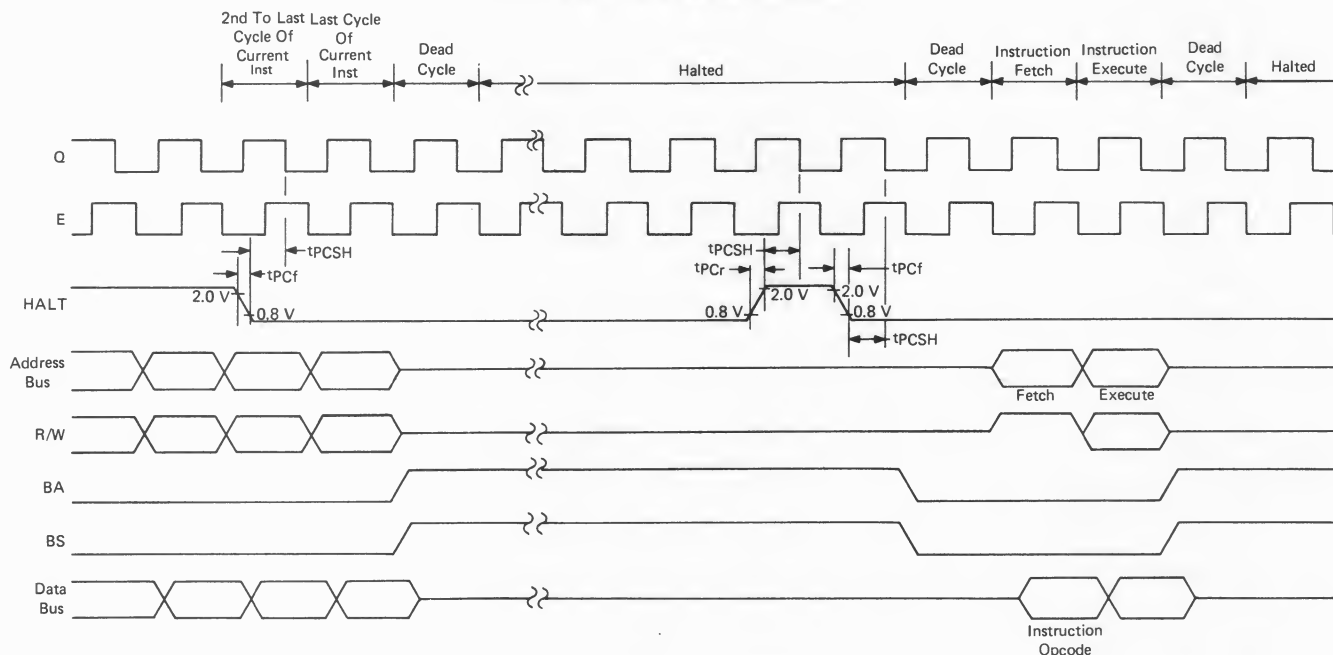 2nd To Last
Cycle Of
Current
Inst
Last Cycle
Of
Current
Inst
Dead
Cycle
Halted
Dead
Cycle
Instruction
Fetch
Instruction
Execute
Dead
Cycle
Halted
Q
E
tPCSH
tPCf
tPCSH
tPCr
tPCf
HALT
2.0 V
0.8 V
0.8 V
2.0 V
2.0 V
0.8 V
tPCSH
Address
Bus
Fetch
Execute
R/W
BA
BS
Data
Bus
Instruction
Opcode